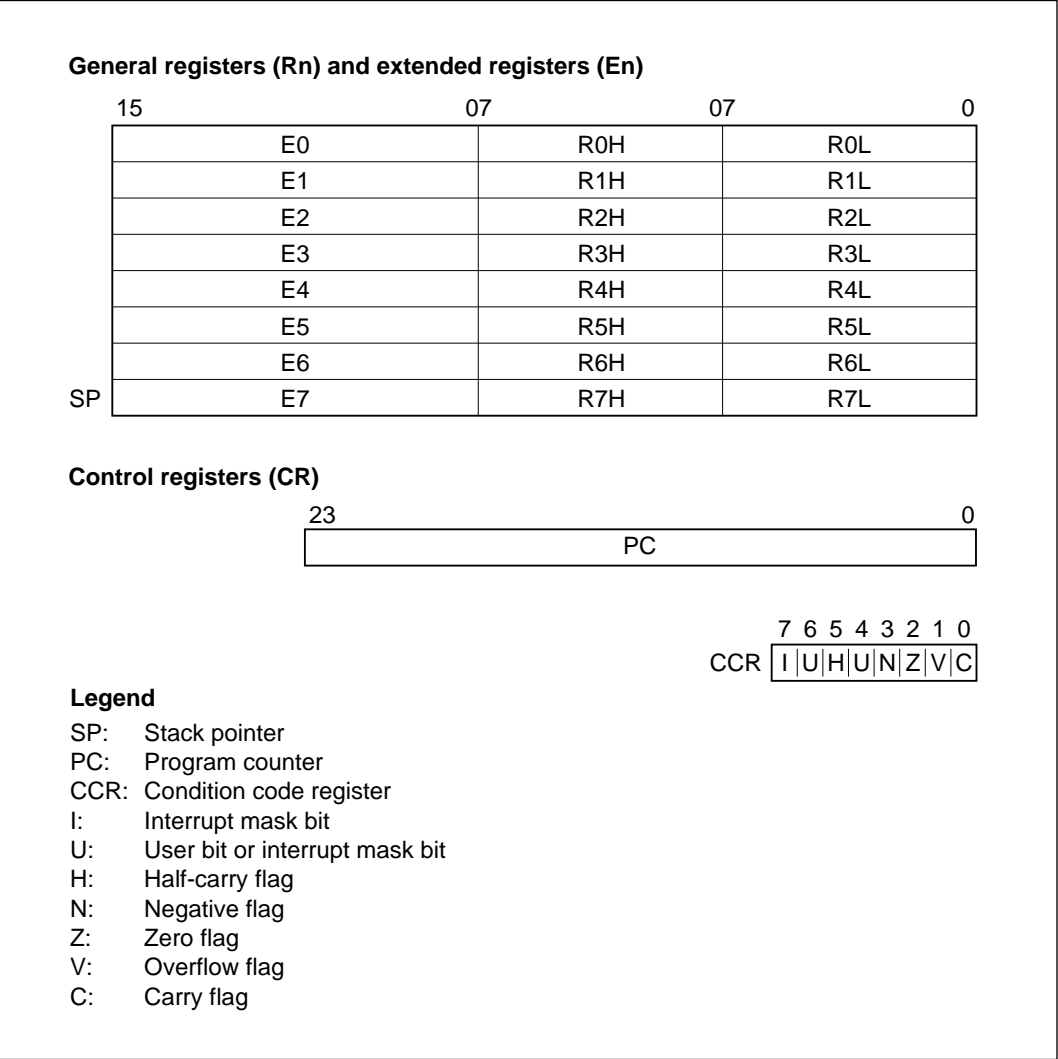 General registers (Rn) and extended registers (En)
15 07 07 0
E0 R0H R0L
E1 R1H R1L
E2 R2H R2L
E3 R3H R3L
E4 R4H R4L
E5 R5H R5L
E6 R6H R6L
SP E7 R7H R7L
Control registers (CR)
23 0
PC
7 6 5 4 3 2 1 0
CCR I U H U N Z V C
Legend
SP: Stack pointer
PC: Program counter
CCR: Condition code register
I: Interrupt mask bit
U: User bit or interrupt mask bit
H: Half-carry flag
N: Negative flag
Z: Zero flag
V: Overflow flag
C: Carry flag